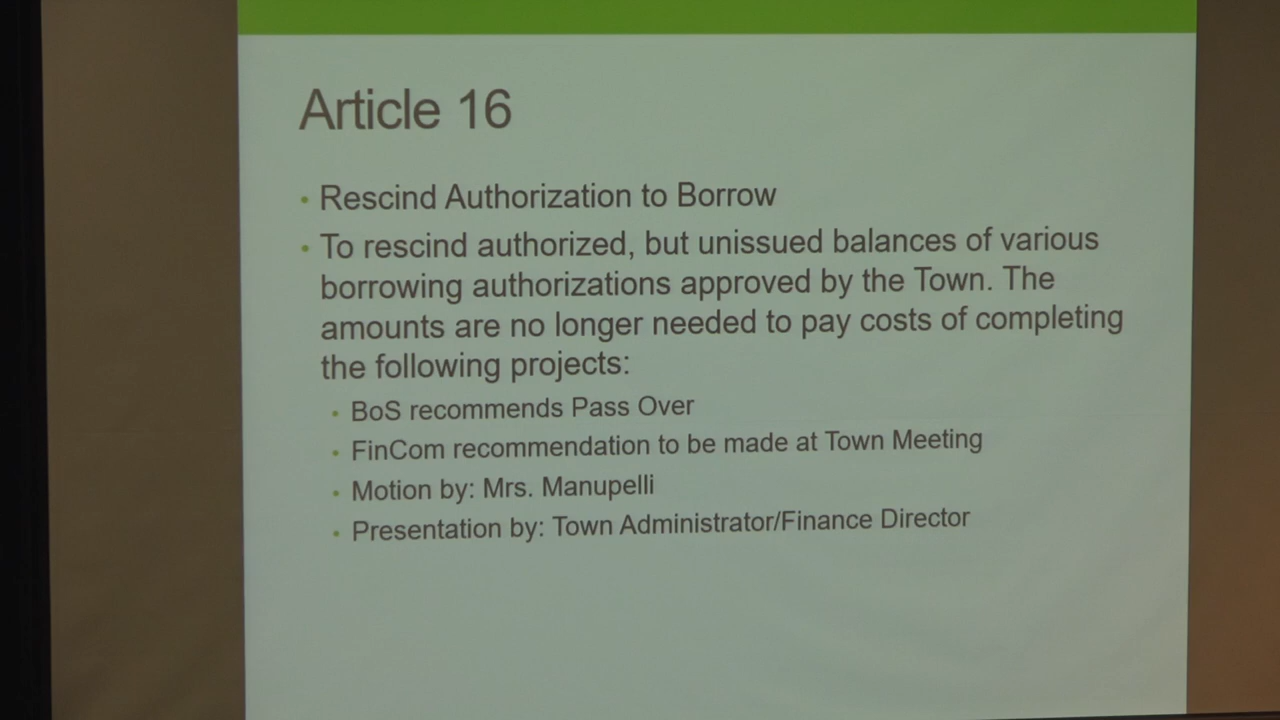 Article 16
• Rescind Authorization to Borrow
• To rescind authorized, but unissued balances of various
borrowing authorizations approved by the Town. The
amounts are no longer needed to pay costs of completing
the following projects:
• BoS recommends Pass Over
• FinCom recommendation to be made at Town Meeting
• Motion by: Mrs. Manupelli
• Presentation by: Town Administrator/Finance Director